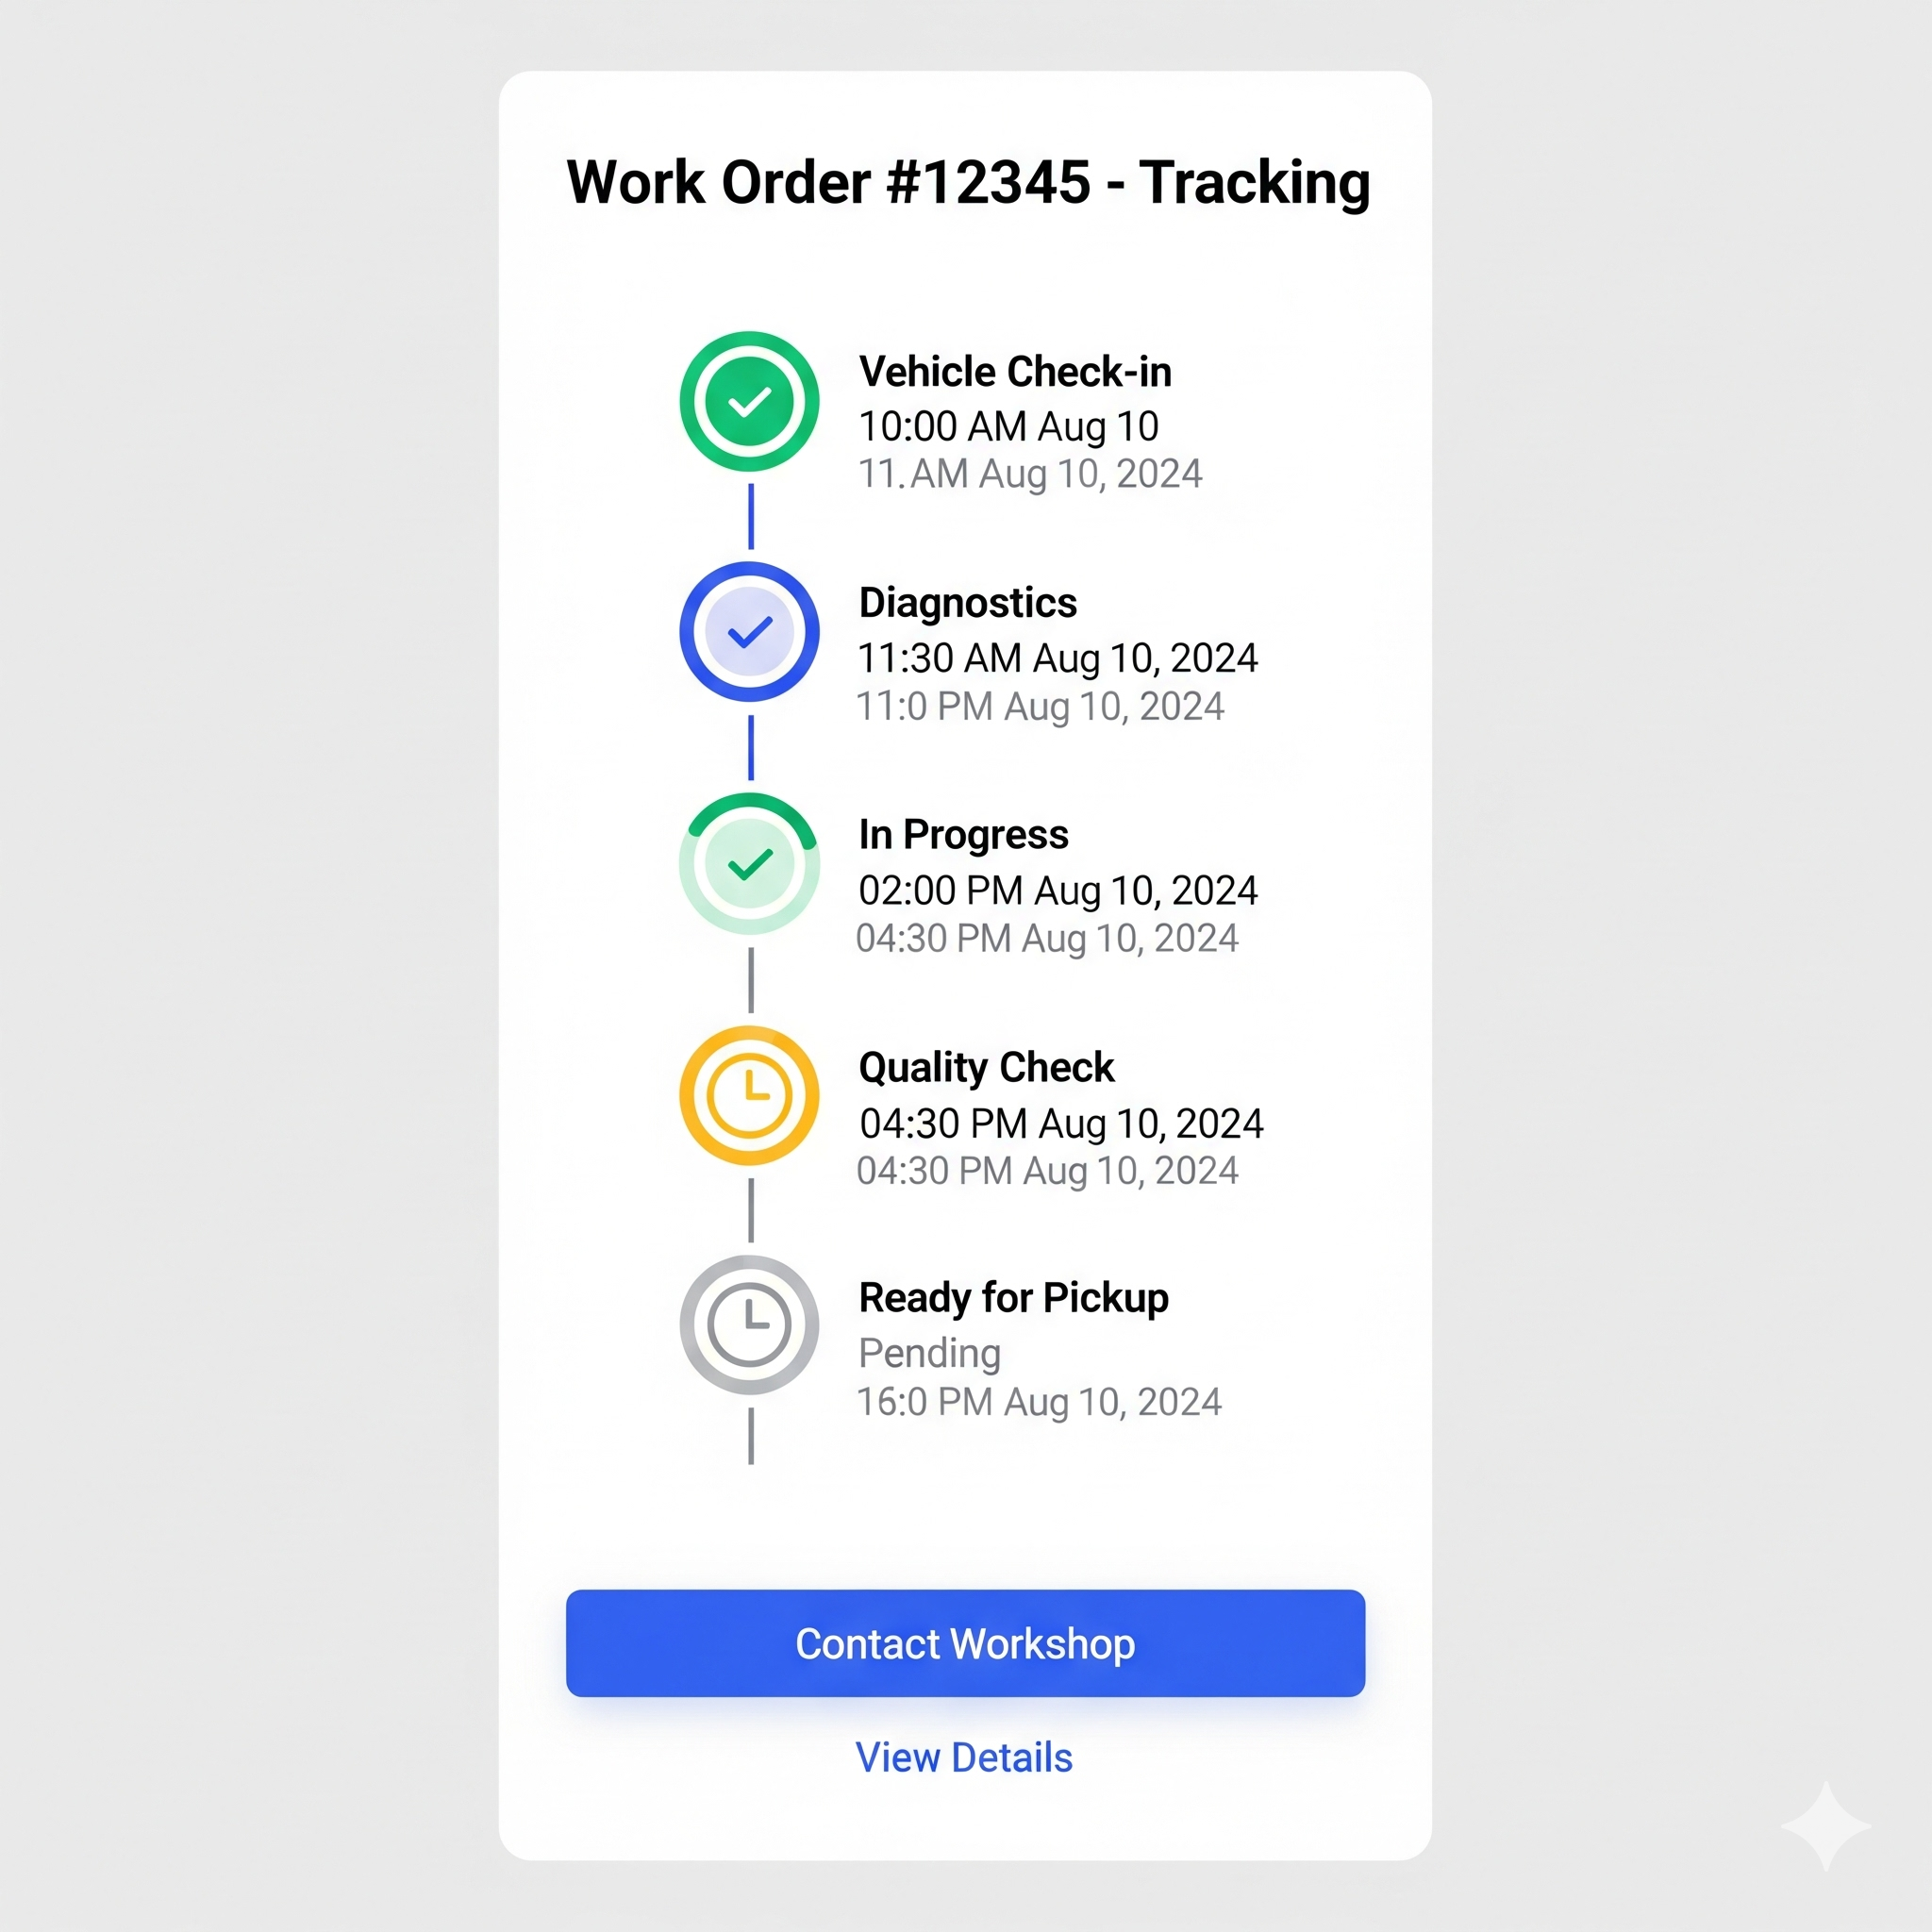 Work Order #12345 - Tracking
Vehicle Check-in
10:00 AM Aug 10
11. AM Aug 10, 2024
Diagnostics
11:30 AM Aug 10, 2024
11:0 PM Aug 10, 2024
In Progress
02:00 PM Aug 10, 2024
04:30 PM Aug 10, 2024
Quality Check
04:30 PM Aug 10, 2024
04:30 PM Aug 10, 2024
Ready for Pickup
Pending
16:0 PM Aug 10, 2024
Contact Workshop
View Details